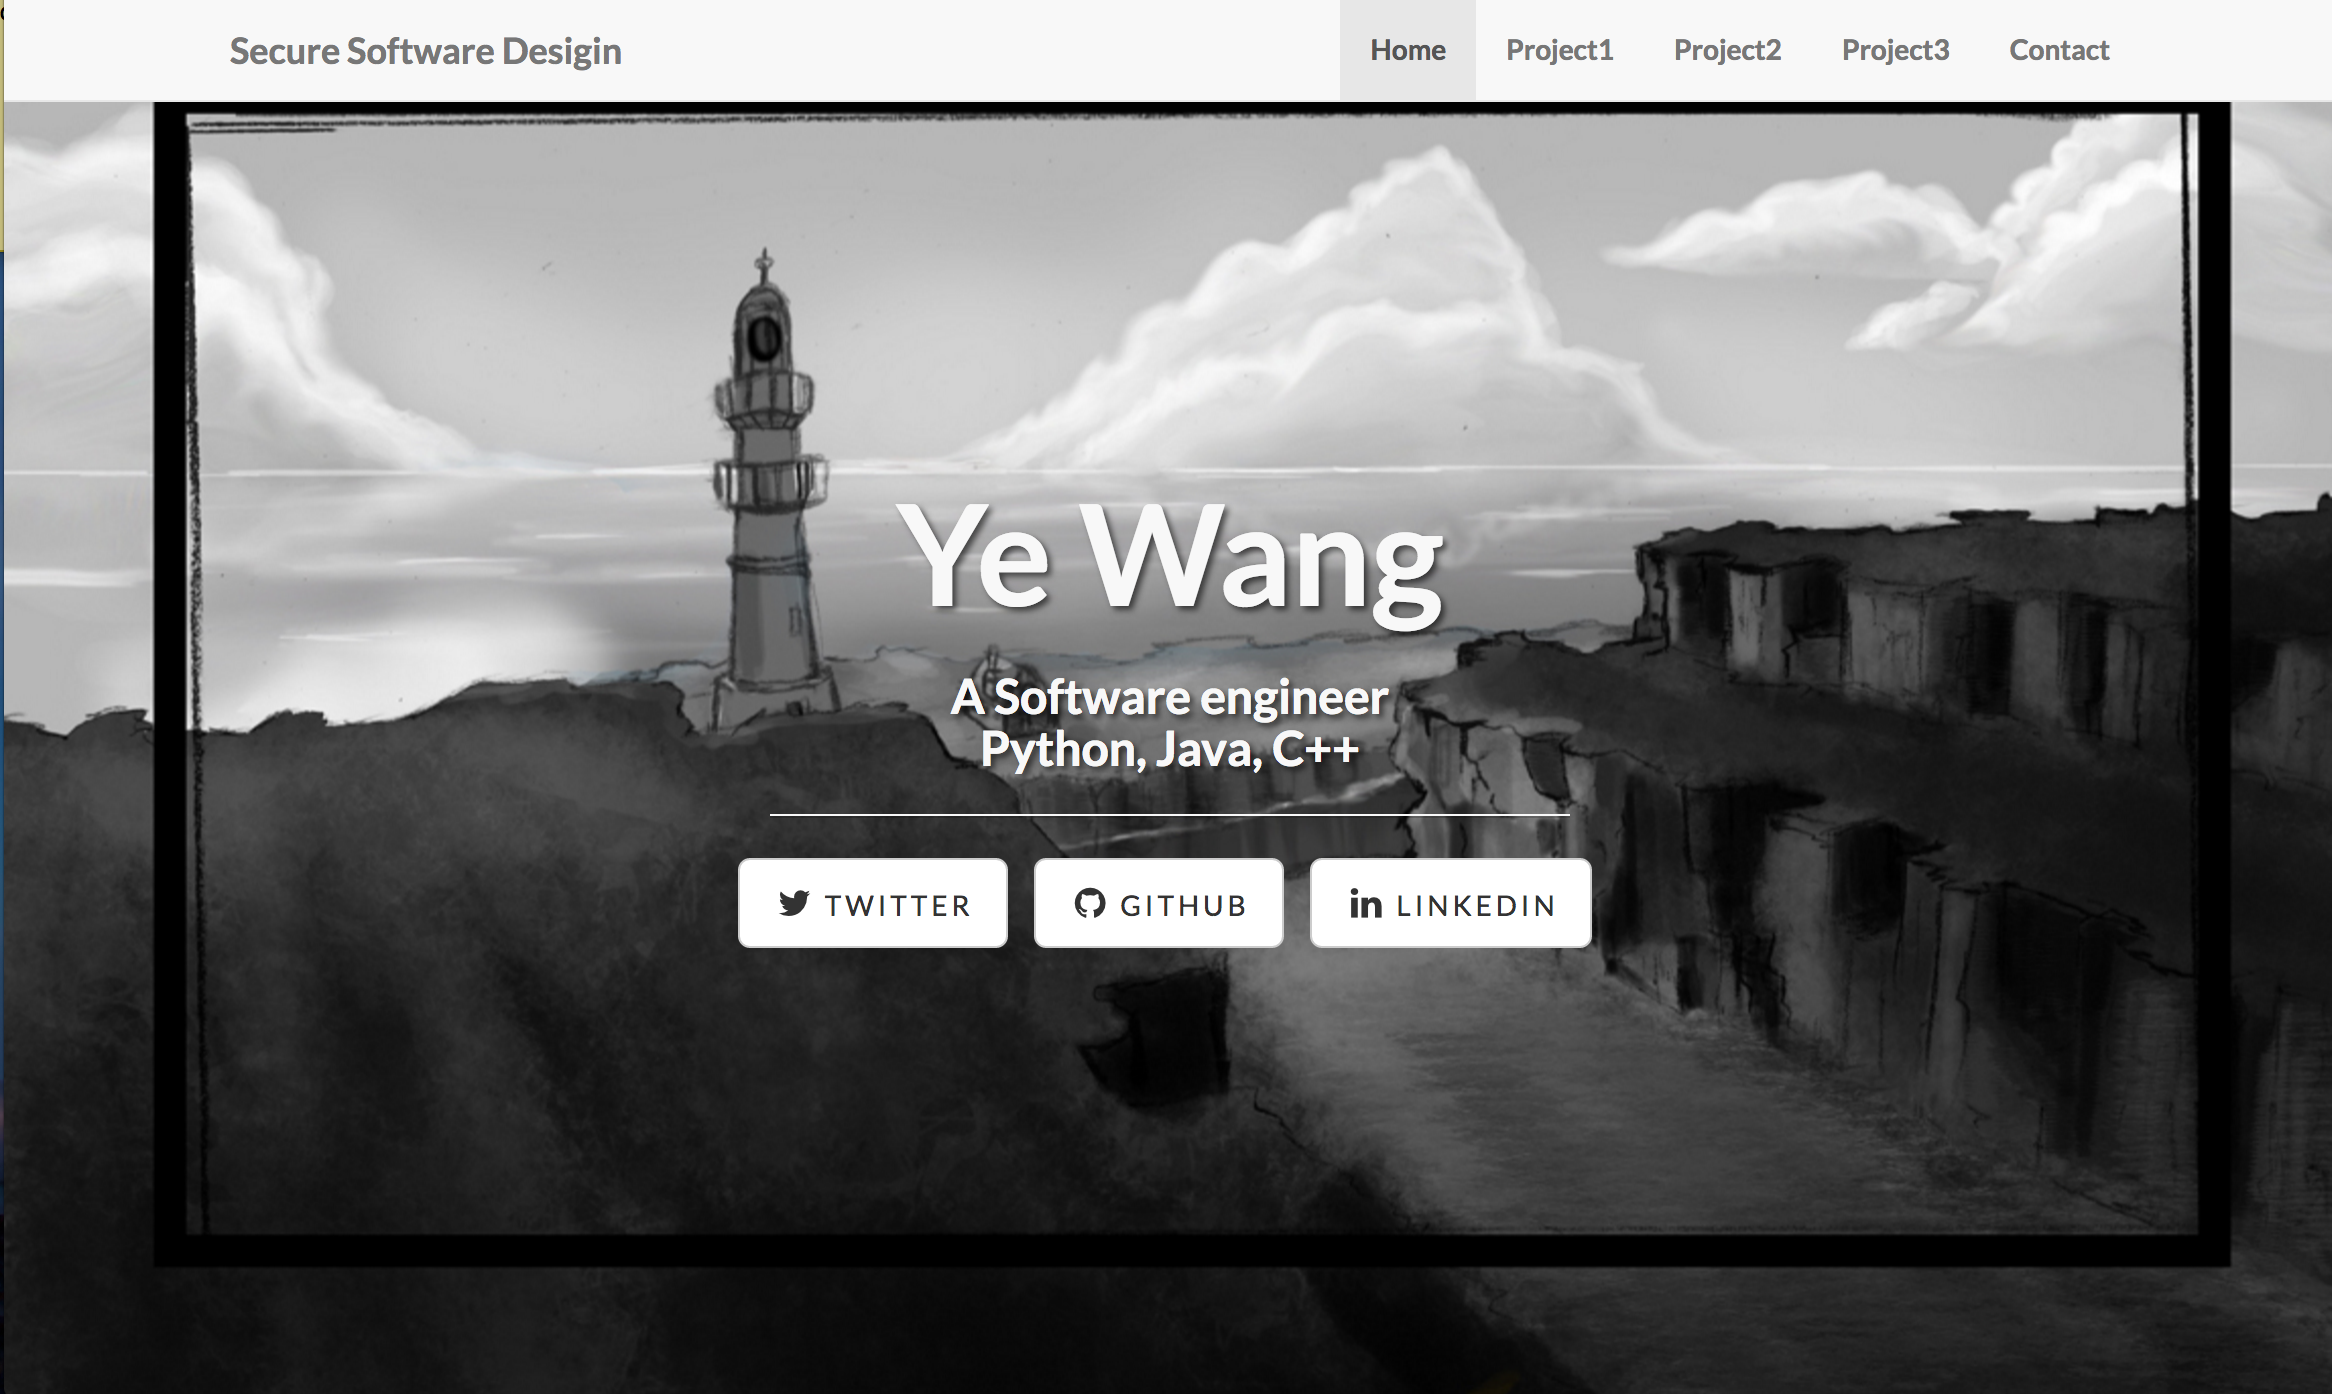 Secure Software Desigin
Home Project1 Project2 Project3 Contact
Ye Wang
A Software engineer
Python, Java, C++
TWITTER GITHUB LINKEDIN